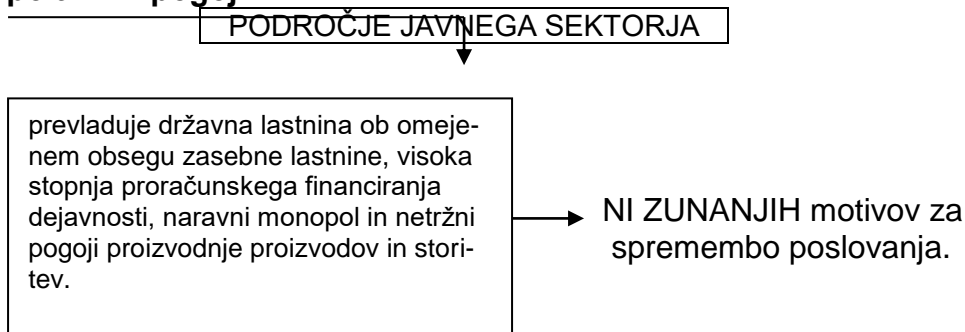 PODROČJE JAVNEGA SEKTORJA
prevladuje državna lastnina ob omeje-
nem obsegu zasebne lastnine, visoka
stopnja proračunskega financiranja
dejavnosti, naravni monopol in netržni
pogoji proizvodnje proizvodov in stori-
tev.
NI ZUNANJIH motivov za
spremembo poslovanja.